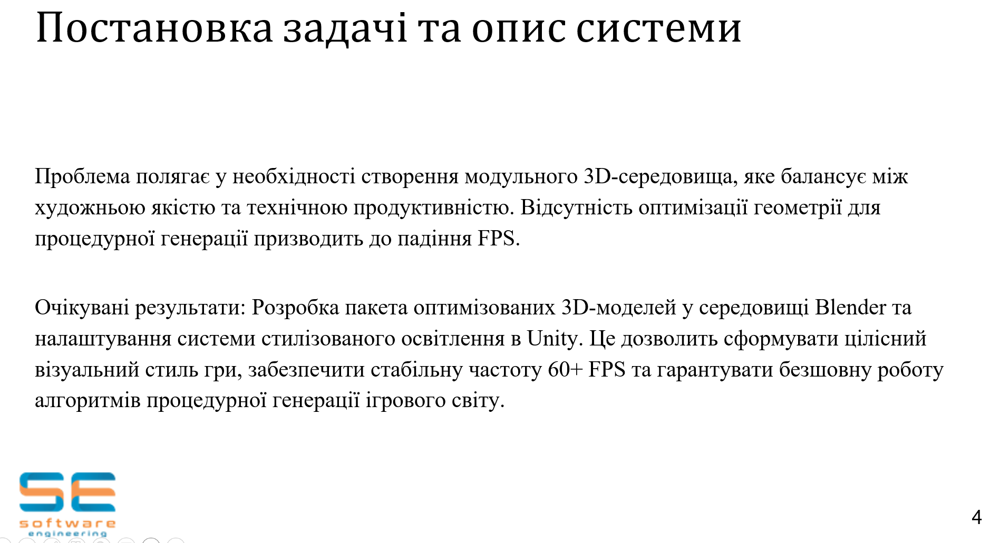 Постановка задачі та опис системи
Проблема полягає у необхідності створення модульного 3D-середовища, яке балансує між
художньою якістю та технічною продуктивністю. Відсутність оптимізації геометрії для
процедурної генерації призводить до падіння FPS.
Очікувані результати: Розробка пакета оптимізованих 3D-моделей у середовищі Blender та
налаштування системи стилізованого освітлення в Unity. Це дозволить сформувати цілісний
візуальний стиль гри, забезпечити стабільну частоту 60+ FPS та гарантувати безшовну роботу
алгоритмів процедурної генерації ігрового світу.
SE
software
engineering
4